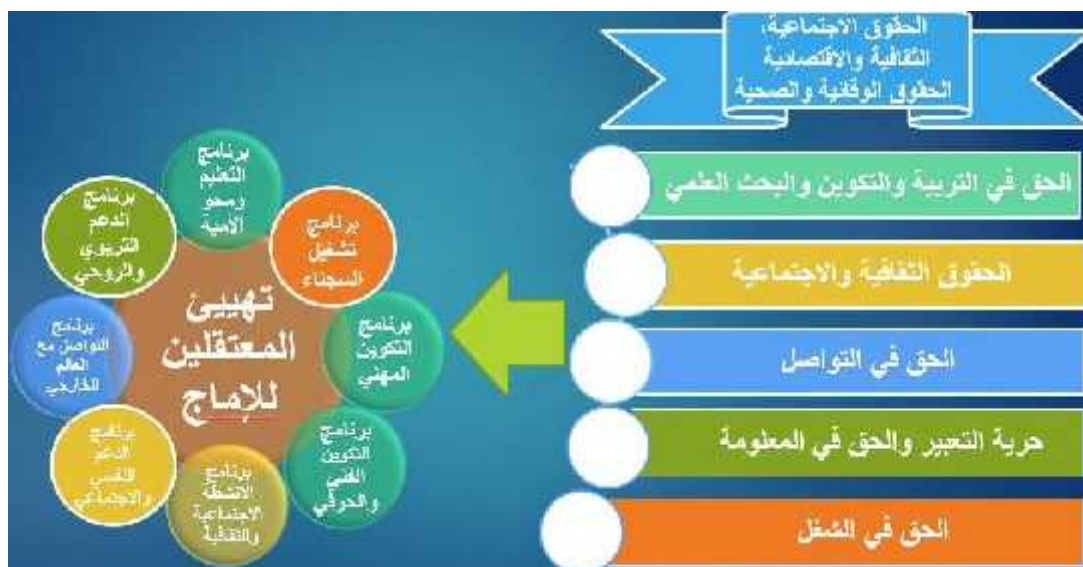 الحقوق الاجتماعية،
الثقافية والاقتصادية
الحقوق الوقائية والصحية
الحق في التربية والتكوين والبحث العلمي
الحقوق الثقافية والاجتماعية
الحق في التواصل
حرية التعبير والحق في المعلومة
الحق في الشغل
تهييئ
المعتقلين
للإماج
برنامج
التعليم
ومحو
الأمية
برنامج
تشغيل
السجناء
برنامج
التكوين
المهني
برنامج
التكوين
الفني
والحرفي
برنامج
الأنشطة
الاجتماعية
والثقافية
برنامج
الدعم
النفسي
والاجتماعي
برنامج
التواصل مع
العالم
الخارجي
برنامج
الدعم
التربوي
والروحي